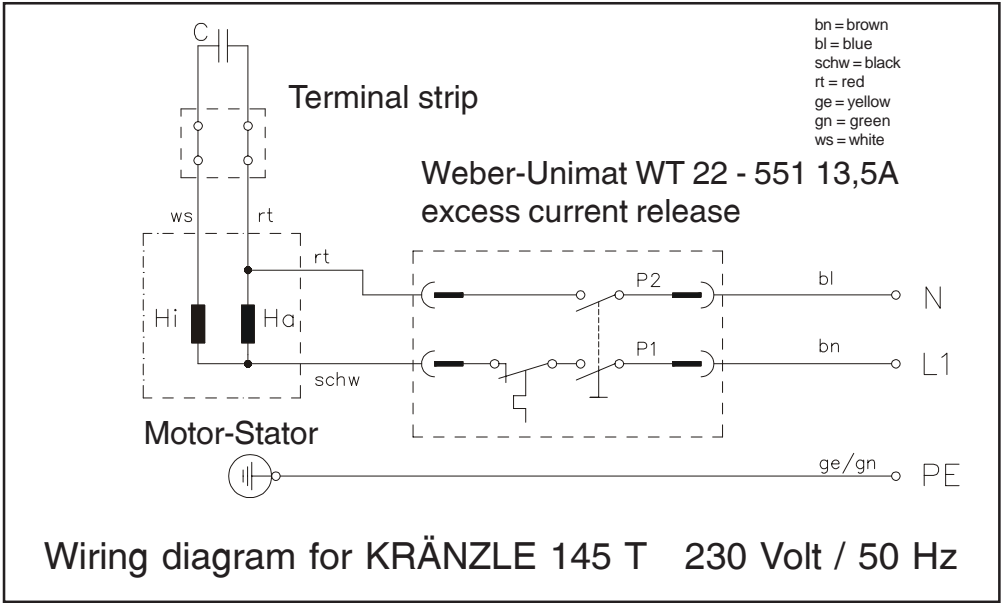 C
bn = brown
bl = blue
schw = black
rt = red
ge = yellow
gn = green
ws = white
Terminal strip
Weber-Unimat WT 22 - 551 13,5A
excess current release
ws
rt
rt
P2
bl
N
Hi
Ha
P1
bn
L1
schw
Motor-Stator
ge/gn
PE
Wiring diagram for KRÄNZLE 145 T 230 Volt / 50 Hz